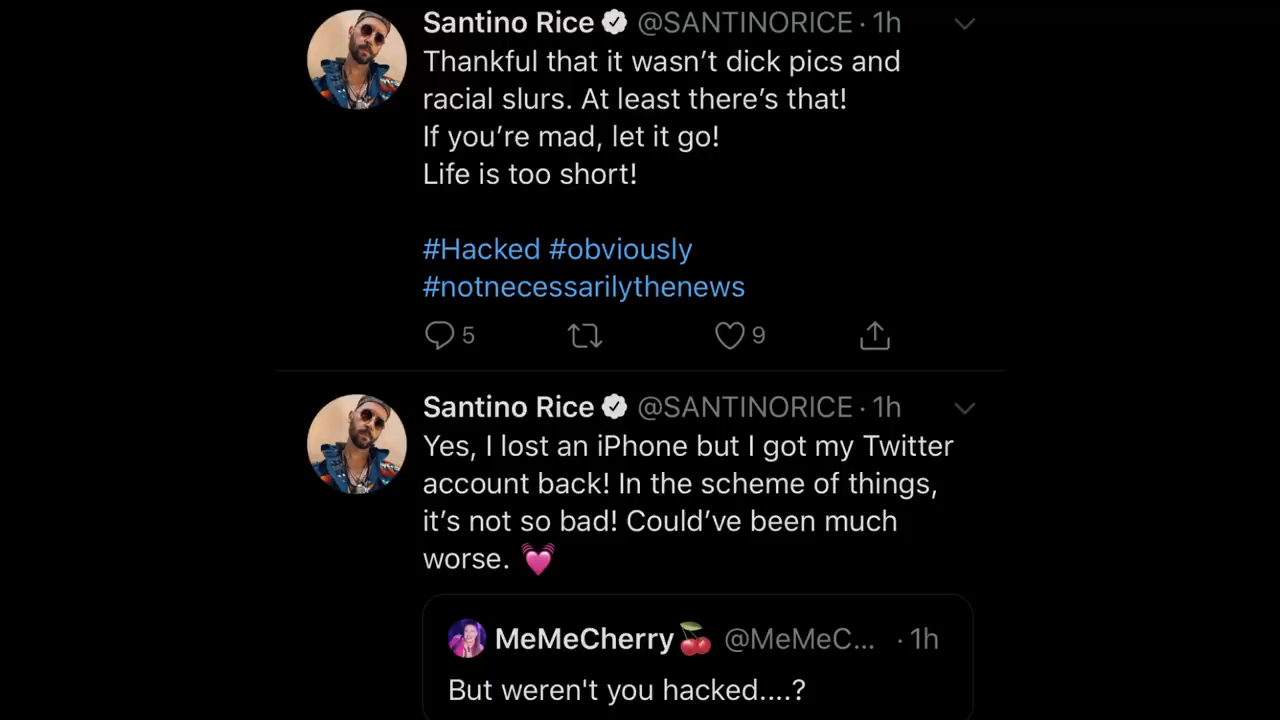 Santino Rice @SANTINORICE · 1h
Thankful that it wasn’t dick pics and
racial slurs. At least there’s that!
If you’re mad, let it go!
Life is too short!
#Hacked #obviously
#notnecessarilythenews
5 9
Santino Rice @SANTINORICE · 1h
Yes, I lost an iPhone but I got my Twitter
account back! In the scheme of things,
it’s not so bad! Could’ve been much
worse. 💓
MeMeCherry🍒 @MeMeC... · 1h
But weren't you hacked....?